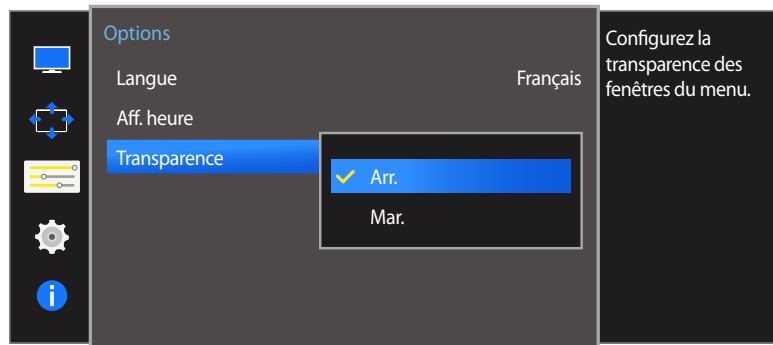 Options
Langue Français
Aff. heure
Transparence
Arr.
Mar.
Configurez la
transparence des
fenêtres du menu.